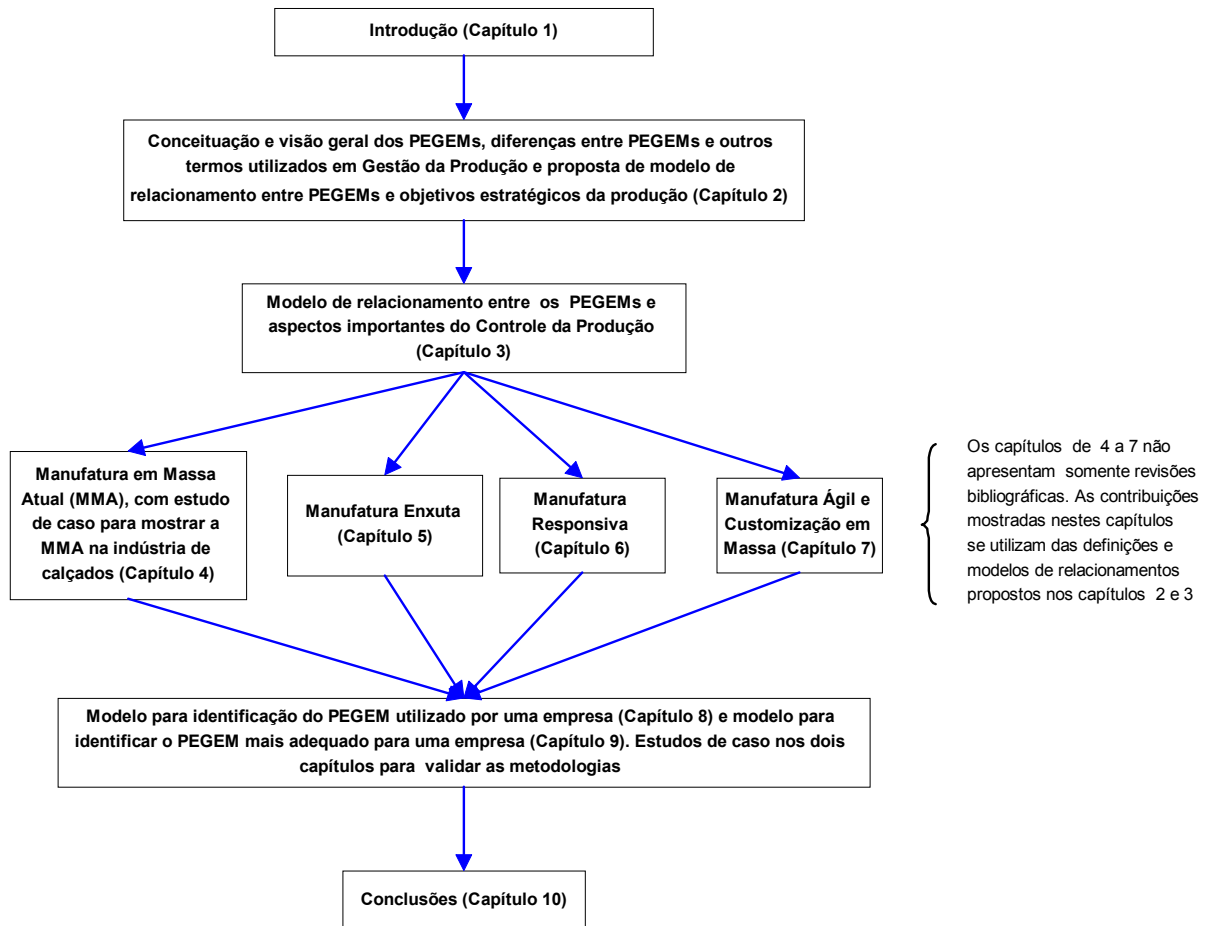 Introdução (Capítulo 1)
Conceituação e visão geral dos PEGEMs, diferenças entre PEGEMs e outros
termos utilizados em Gestão da Produção e proposta de modelo de
relacionamento entre PEGEMs e objetivos estratégicos da produção (Capítulo 2)
Modelo de relacionamento entre os PEGEMs e
aspectos importantes do Controle da Produção
(Capítulo 3)
Manufatura em Massa
Atual (MMA), com estudo
de caso para mostrar a
MMA na indústria de
calçados (Capítulo 4)
Manufatura Enxuta
(Capítulo 5)
Manufatura
Responsiva
(Capítulo 6)
Manufatura Ágil e
Customização em
Massa (Capítulo 7)
Os capítulos de 4 a 7 não
apresentam somente revisões
bibliográficas. As contribuições
mostradas nestes capítulos
se utilizam das definições e
modelos de relacionamentos
propostos nos capítulos 2 e 3
Modelo para identificação do PEGEM utilizado por uma empresa (Capítulo 8) e modelo para
identificar o PEGEM mais adequado para uma empresa (Capítulo 9). Estudos de caso nos dois
capítulos para validar as metodologias
Conclusões (Capítulo 10)